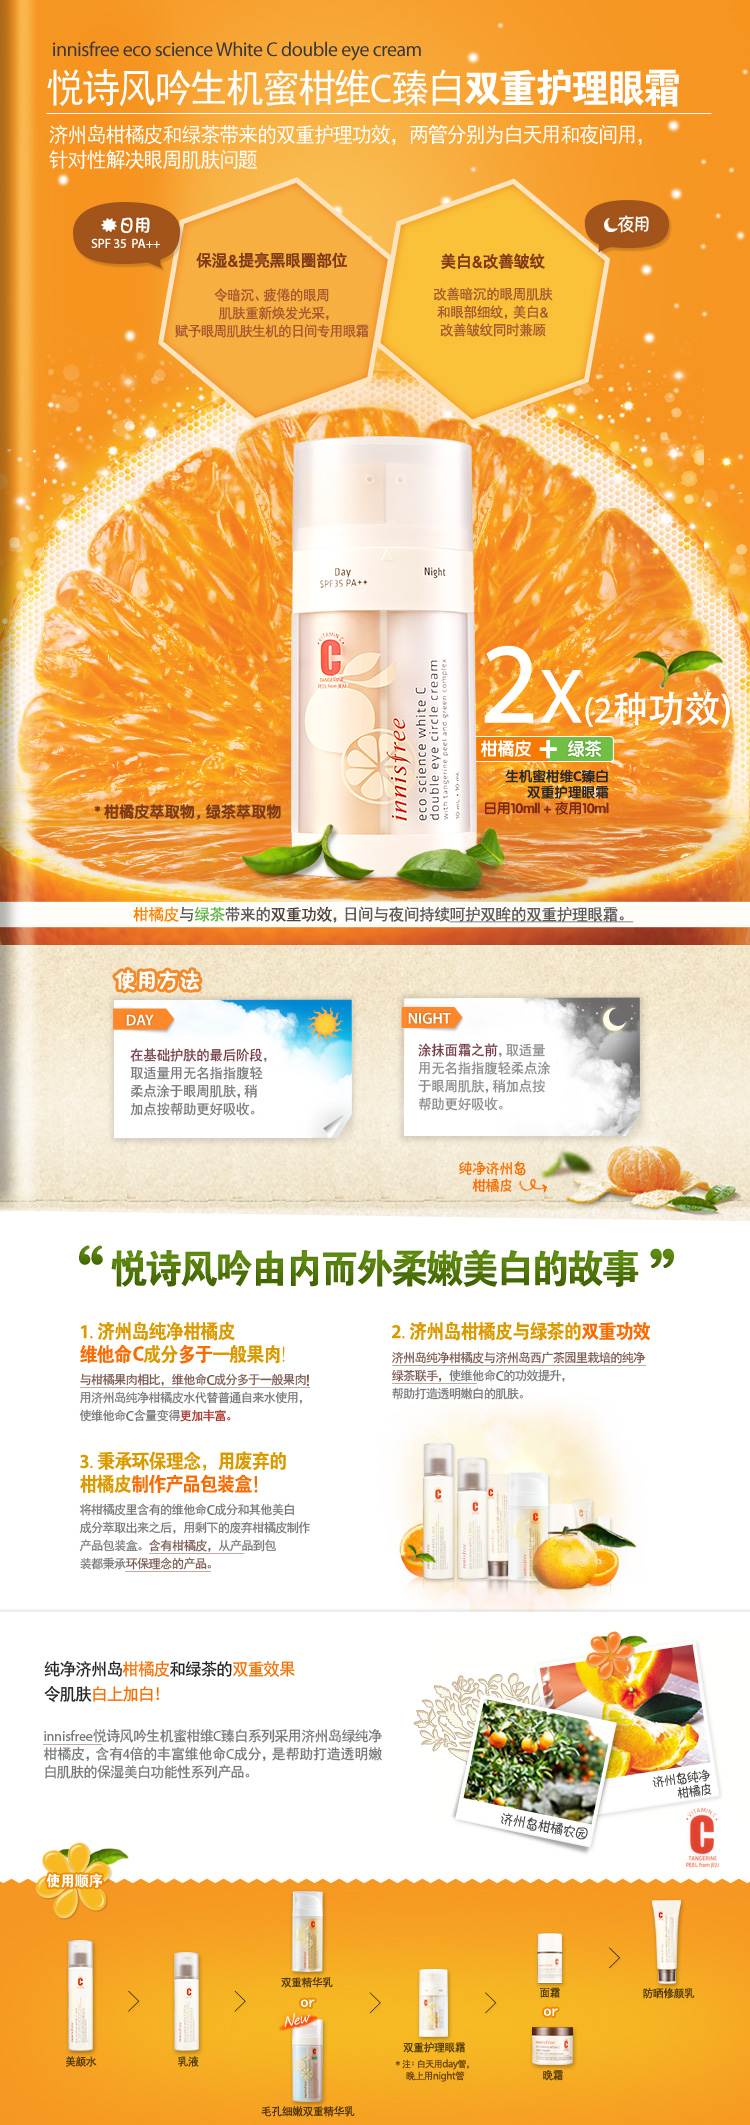 innisfree eco science White C double eye cream
悦诗风吟生机蜜柑维C臻白双重护理眼霜
济州岛柑橘皮和绿茶带来的双重护理功效，两管分别为白天用和夜间用，
针对性解决眼周肌肤问题
日用
SPF 35 PA++
夜用
保湿&提亮黑眼圈部位
令暗沉、疲倦的眼周
肌肤重新焕发光采，
赋予眼周肌肤生机的日间专用眼霜
美白&改善皱纹
改善暗沉的眼周肌肤
和眼部细纹，美白&
改善皱纹同时兼顾
Day
SPF35 PA++
Night
VITAMIN C
C
TANGERINE
PEEL from JEJU
innisfree
eco science white C
double eye circle cream
with tangerine peel and green complex
10 mL + 10 mL
2X(2种功效)
柑橘皮 + 绿茶
生机蜜柑维C臻白
双重护理眼霜
日用10mll + 夜用10ml
* 柑橘皮萃取物，绿茶萃取物
柑橘皮与绿茶带来的双重功效，日间与夜间持续呵护双眸的双重护理眼霜。
使用方法
DAY
在基础护肤的最后阶段，
取适量用无名指指腹轻
柔点涂于眼周肌肤，稍
加点按帮助更好吸收。
NIGHT
涂抹面霜之前，取适量
用无名指指腹轻柔点涂
于眼周肌肤，稍加点按
帮助更好吸收。
纯净济州岛
柑橘皮
“ 悦诗风吟由内而外柔嫩美白的故事 ”
1. 济州岛纯净柑橘皮
维他命C成分多于一般果肉!
与柑橘果肉相比，维他命C成分多于一般果肉!
用济州岛纯净柑橘皮水代替普通自来水使用，
使维他命C含量变得更加丰富。
2. 济州岛柑橘皮与绿茶的双重功效
济州岛纯净柑橘皮与济州岛西广茶园里栽培的纯净
绿茶联手，使维他命C的功效提升，
帮助打造透明嫩白的肌肤。
3. 秉承环保理念，用废弃的
柑橘皮制作产品包装盒!
将柑橘皮里含有的维他命C成分和其他美白
成分萃取出来之后，用剩下的废弃柑橘皮制作
产品包装盒。含有柑橘皮，从产品到包
装都秉承环保理念的产品。
纯净济州岛柑橘皮和绿茶的双重效果
令肌肤白上加白!
innisfree悦诗风吟生机蜜柑维C臻白系列采用济州岛绿纯净
柑橘皮，含有4倍的丰富维他命C成分，是帮助打造透明嫩
白肌肤的保湿美白功能性系列产品。
济州岛纯净
柑橘皮
济州岛柑橘农园
VITAMIN C
C
TANGERINE
PEEL from JEJU
使用顺序
美颜水
乳液
双重精华乳
or
New
毛孔细嫩双重精华乳
双重护理眼霜
* 注：白天用day管，
晚上用night管
面霜
or
晚霜
防晒修颜乳